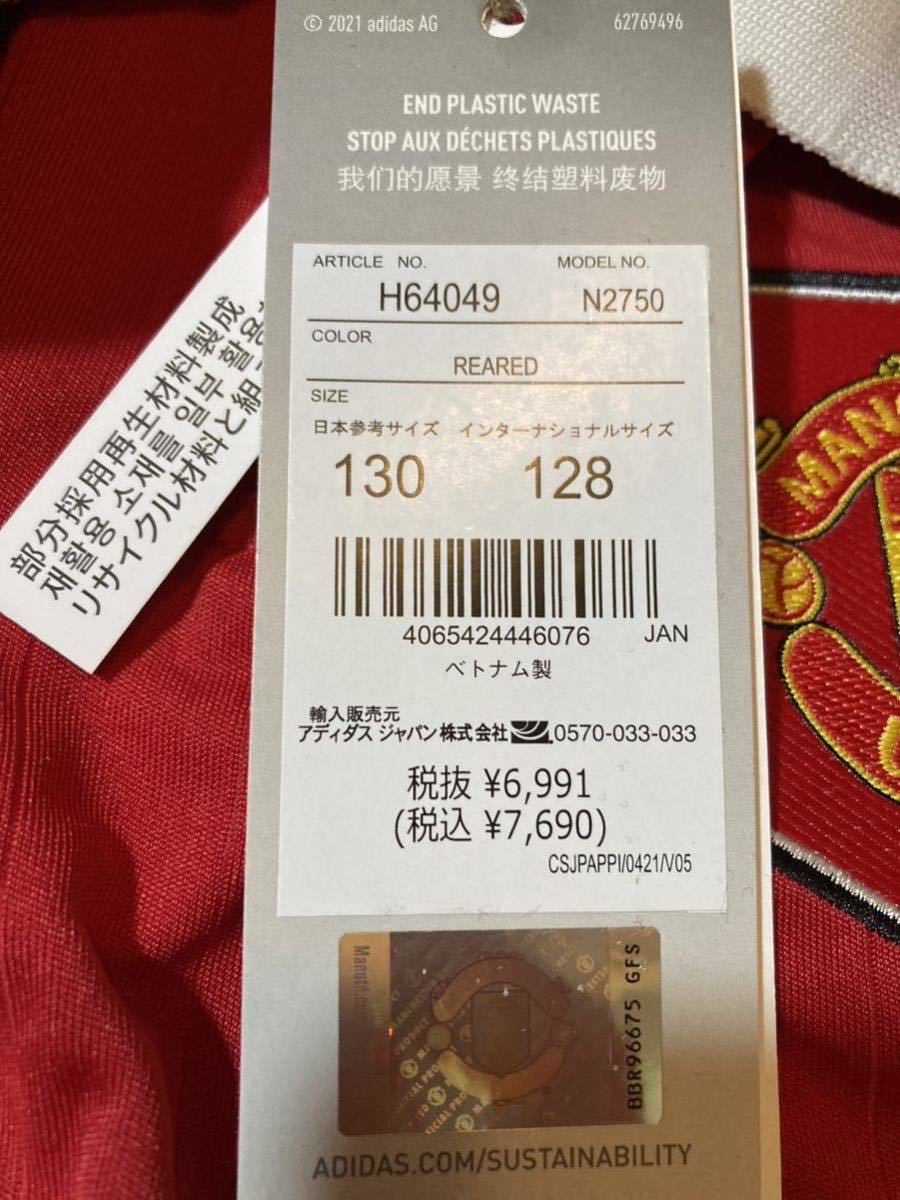 © 2021 adidas AG 62769496
END PLASTIC WASTE
STOP AUX DÉCHETS PLASTIQUES
我们的愿景 终结塑料废物
ARTICLE NO. MODEL NO.
H64049 N2750
COLOR
REARED
SIZE
日本参考サイズ インターナショナルサイズ
130 128
4065424446076 JAN
ベトナム製
輸入販売元
アディダス ジャパン株式会社 0570-033-033
税抜 ¥6,991
(税込 ¥7,690)
CSJPAPPI/0421/V05
BBR96675 GFS
ADIDAS.COM/SUSTAINABILITY
部分採用再生材料製成
재활용 소재를 일부 활용
リサイクル材料と組